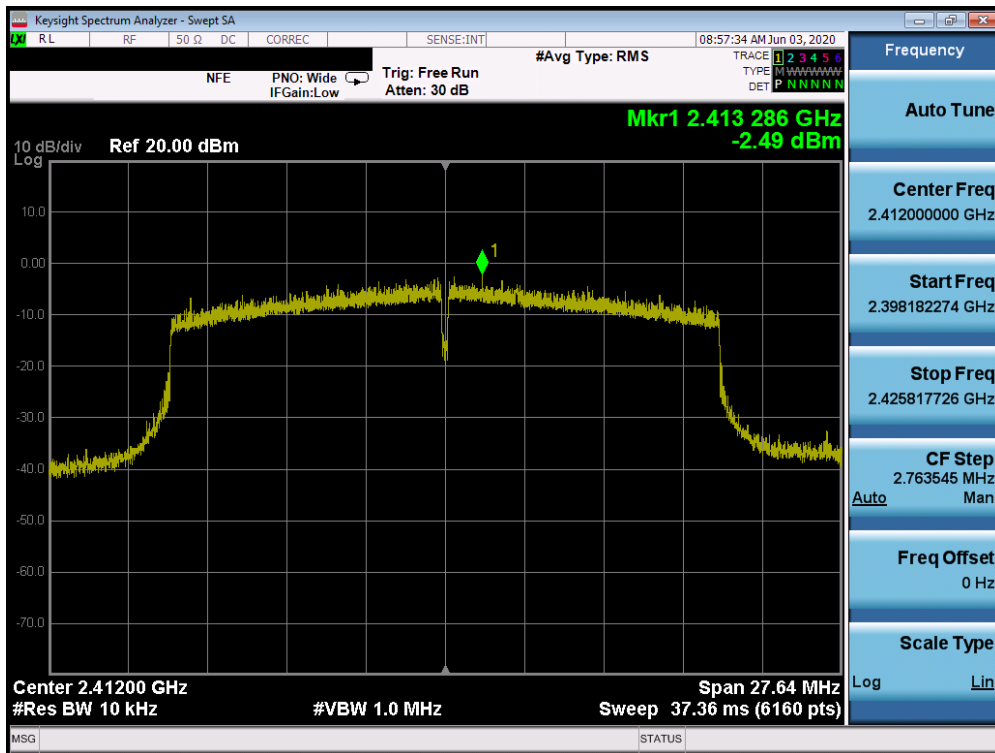 Keysight Spectrum Analyzer - Swept SA
LXI RL RF 50 Ω DC CORREC SENSE:INT 08:57:34 AM Jun 03, 2020
#Avg Type: RMS TRACE 1 2 3 4 5 6
NFE PNO: Wide Trig: Free Run TYPE M W W W W W
IFGain:Low Atten: 30 dB DET P N N N N N
Mkr1 2.413 286 GHz
-2.49 dBm
10 dB/div Ref 20.00 dBm
Log
10.0
1
0.00
-10.0
-20.0
-30.0
-40.0
-50.0
-60.0
-70.0
Center 2.41200 GHz Span 27.64 MHz
#Res BW 10 kHz #VBW 1.0 MHz Sweep 37.36 ms (6160 pts)
MSG STATUS
Frequency
Auto Tune
Center Freq
2.412000000 GHz
Start Freq
2.398182274 GHz
Stop Freq
2.425817726 GHz
CF Step
2.763545 MHz
Auto Man
Freq Offset
0 Hz
Scale Type
Log Lin